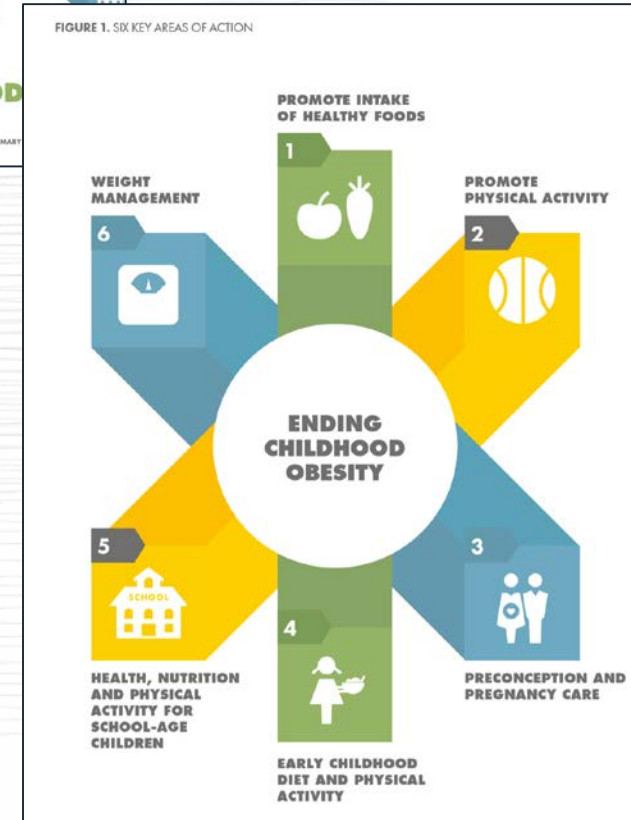 FIGURE 1. SIX KEY AREAS OF ACTION
PROMOTE INTAKE
OF HEALTHY FOODS
1
PROMOTE
PHYSICAL ACTIVITY
2
WEIGHT
MANAGEMENT
6
ENDING
CHILDHOOD
OBESITY
5
SCHOOL
HEALTH, NUTRITION
AND PHYSICAL
ACTIVITY FOR
SCHOOL-AGE
CHILDREN
4
EARLY CHILDHOOD
DIET AND PHYSICAL
ACTIVITY
3
PRECONCEPTION AND
PREGNANCY CARE